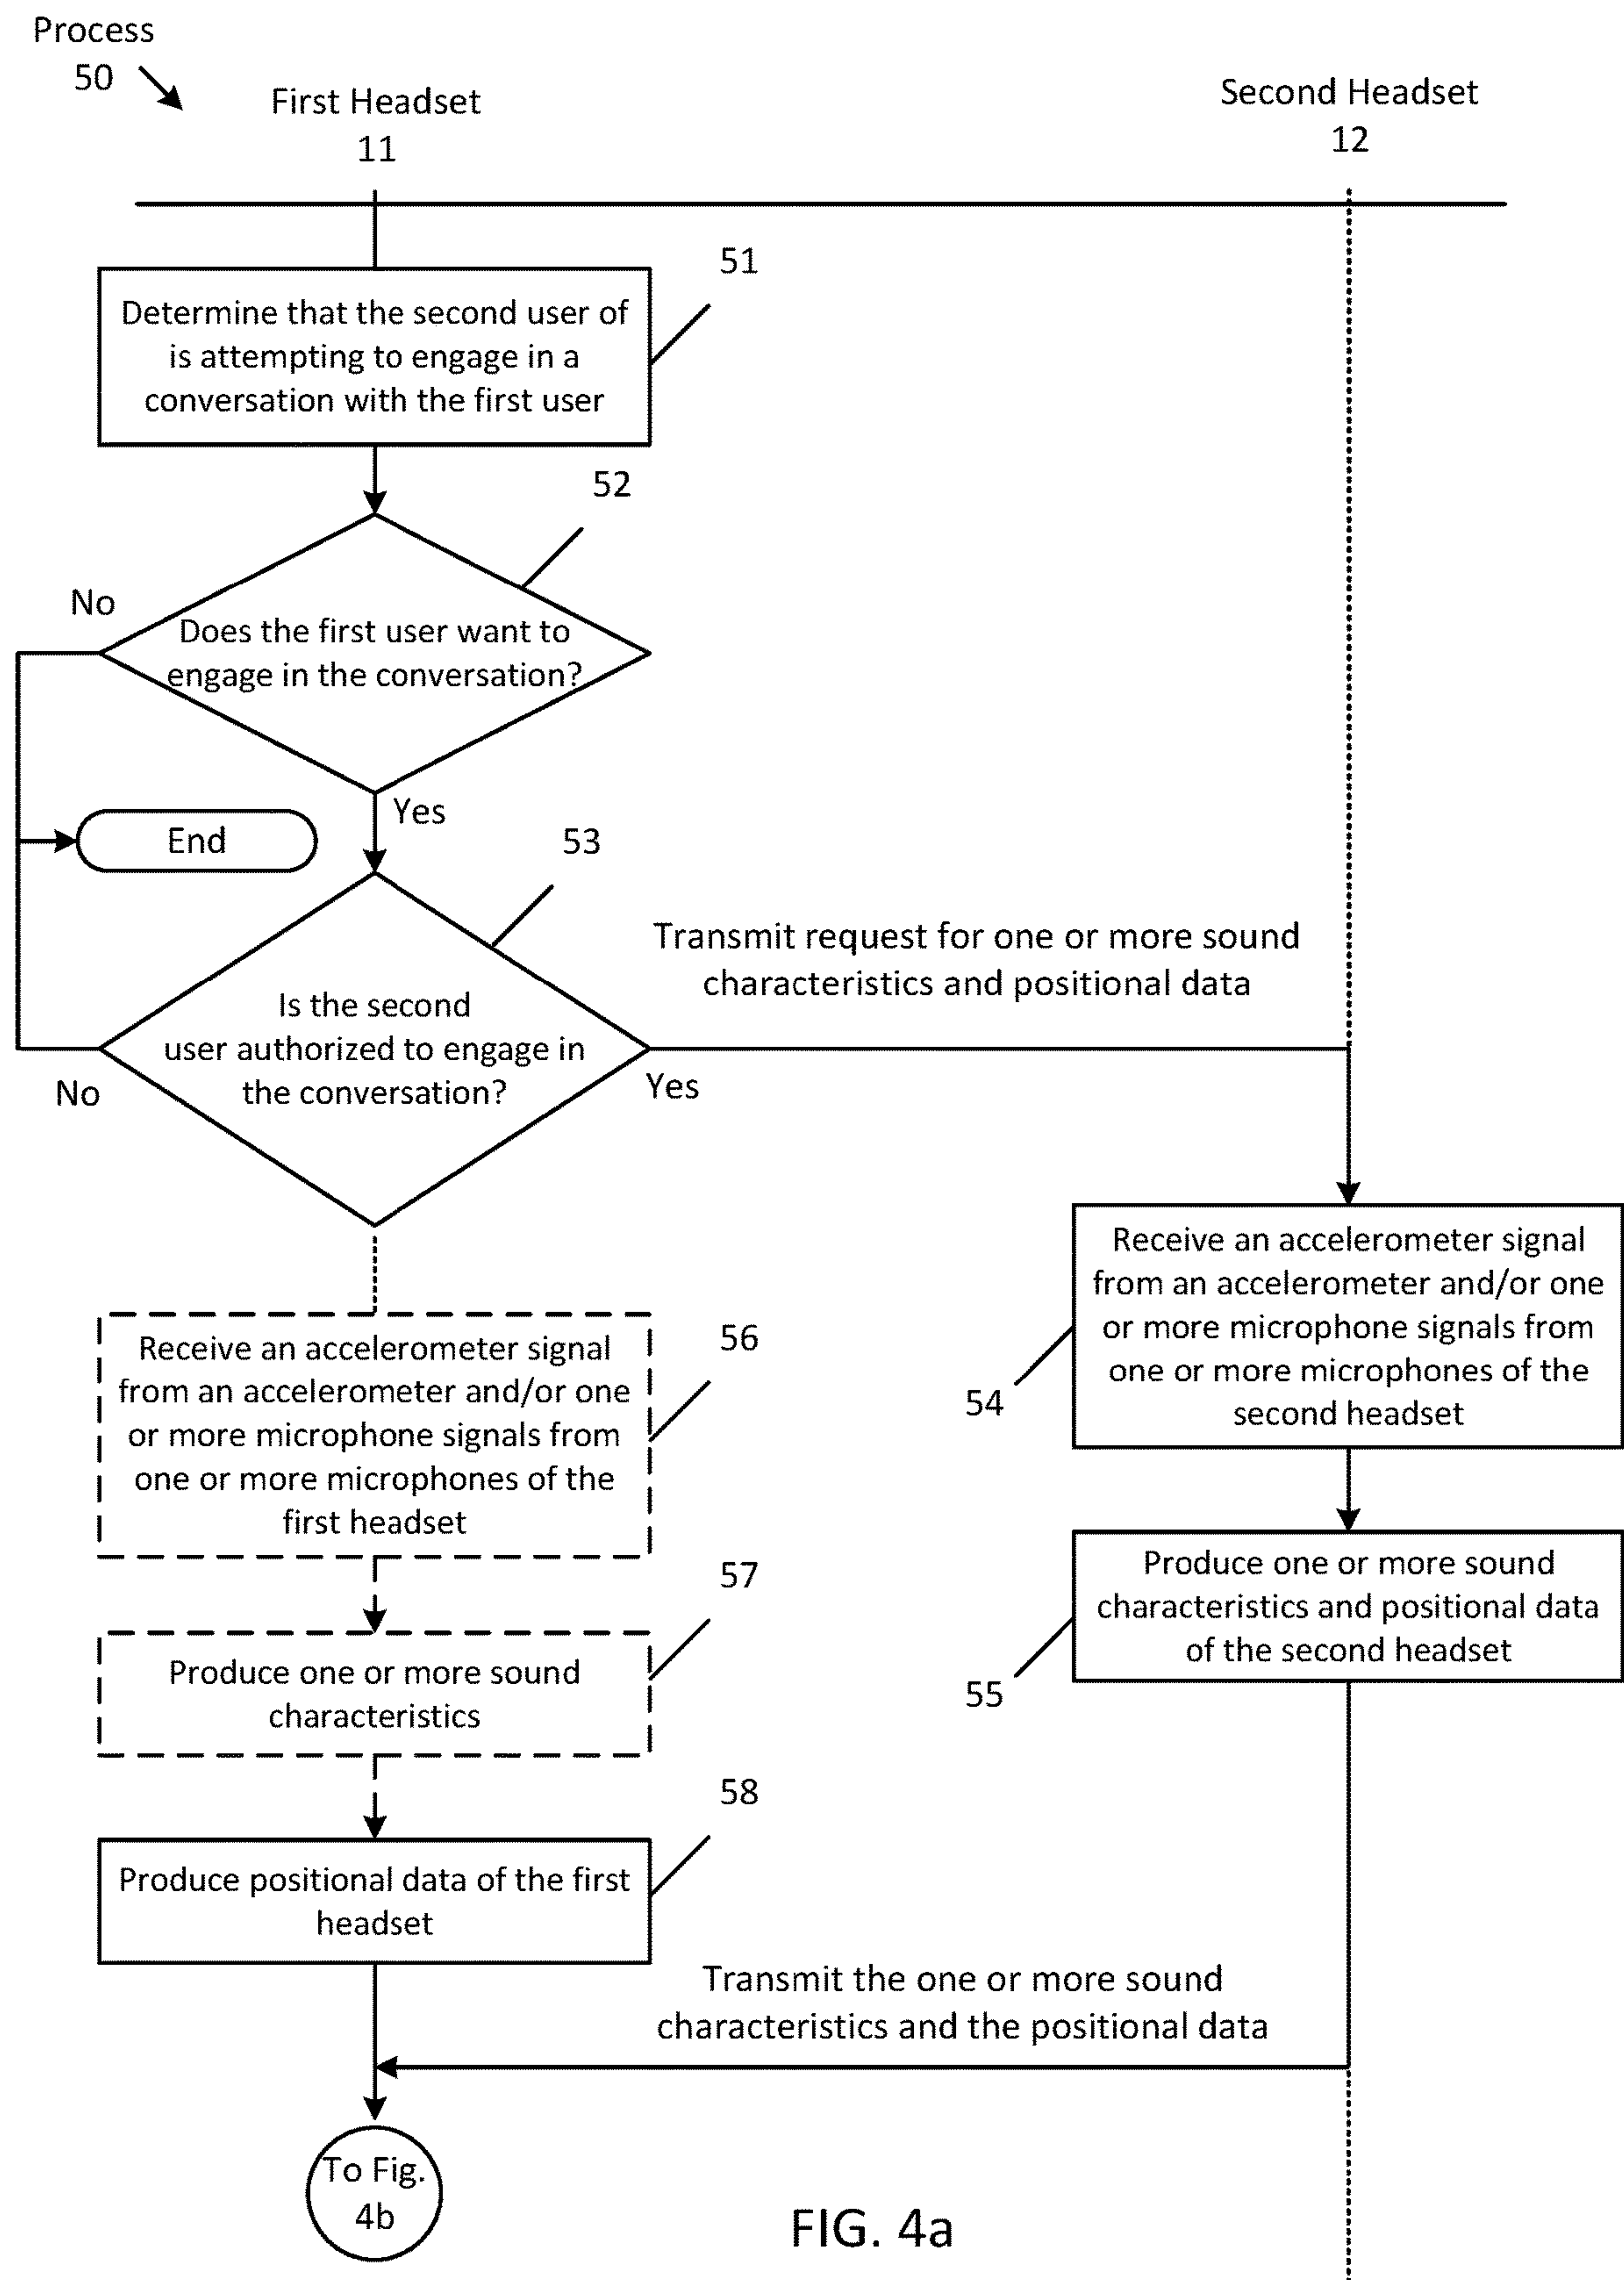 Process
50
First Headset
11
Second Headset
12
51
Determine that the second user of
is attempting to engage in a
conversation with the first user
52
No
Does the first user want to
engage in the conversation?
Yes
End
53
Transmit request for one or more sound
characteristics and positional data
Is the second
user authorized to engage in
the conversation?
No
Yes
Receive an accelerometer signal
from an accelerometer and/or one
or more microphone signals from
one or more microphones of the
second headset
54
56
Receive an accelerometer signal
from an accelerometer and/or one
or more microphone signals from
one or more microphones of the
first headset
Produce one or more sound
characteristics and positional data
of the second headset
55
57
Produce one or more sound
characteristics
58
Produce positional data of the first
headset
Transmit the one or more sound
characteristics and the positional data
To Fig.
4b
FIG. 4a